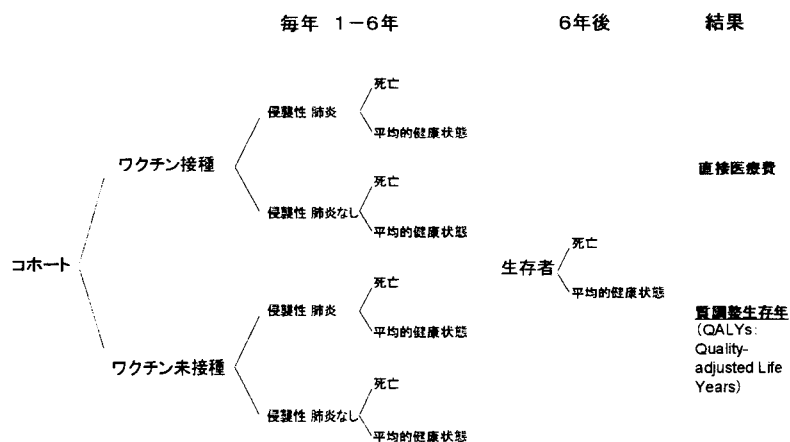 毎年 1-6年
6年後
結果
コホート
ワクチン接種
侵襲性 肺炎
死亡
平均的健康状態
侵襲性 肺炎なし
死亡
平均的健康状態
ワクチン未接種
侵襲性 肺炎
死亡
平均的健康状態
侵襲性 肺炎なし
死亡
平均的健康状態
生存者
死亡
平均的健康状態
直接医療費
質調整生存年
(QALYs:
Quality-
adjusted Life
Years)